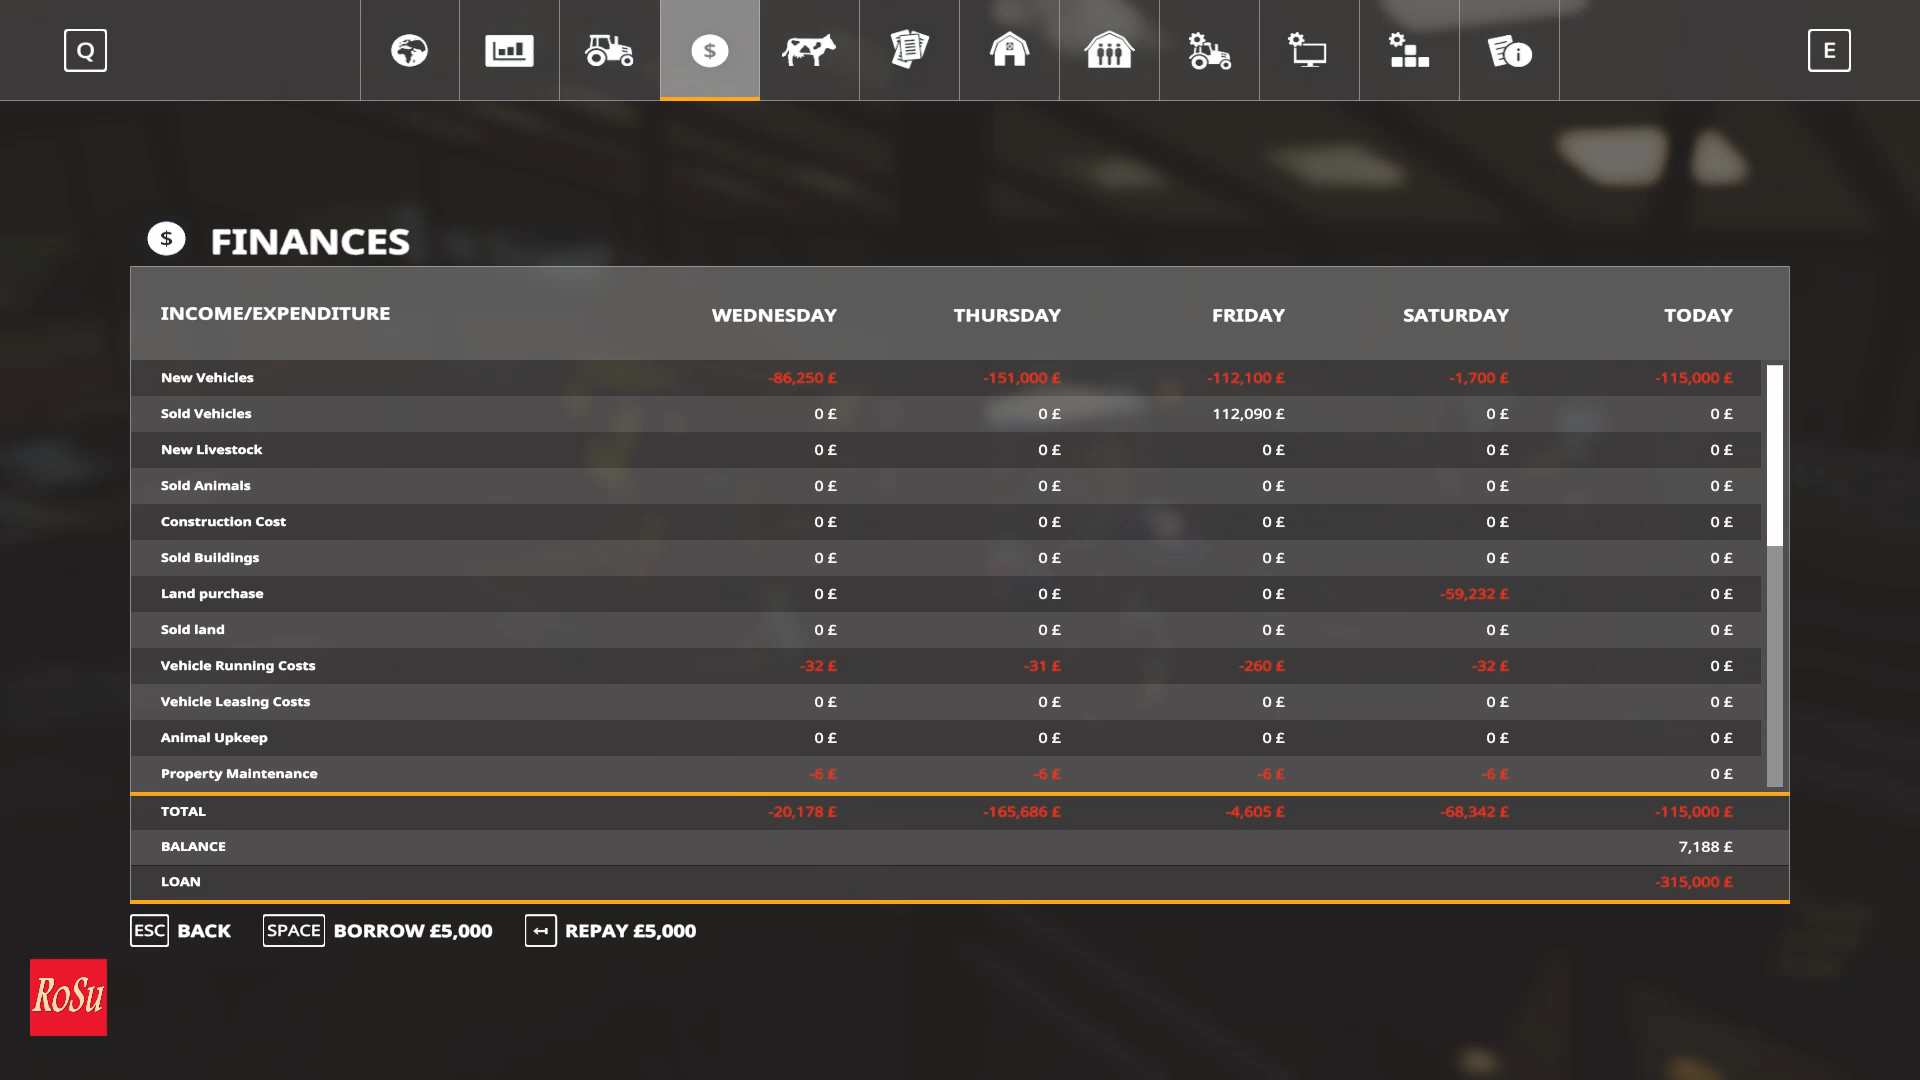 Q
$
i
E
$ FINANCES
INCOME/EXPENDITURE WEDNESDAY THURSDAY FRIDAY SATURDAY TODAY
New Vehicles -86,250 £ -151,000 £ -112,100 £ -1,700 £ -115,000 £
Sold Vehicles 0 £ 0 £ 112,090 £ 0 £ 0 £
New Livestock 0 £ 0 £ 0 £ 0 £ 0 £
Sold Animals 0 £ 0 £ 0 £ 0 £ 0 £
Construction Cost 0 £ 0 £ 0 £ 0 £ 0 £
Sold Buildings 0 £ 0 £ 0 £ 0 £ 0 £
Land purchase 0 £ 0 £ 0 £ -59,232 £ 0 £
Sold land 0 £ 0 £ 0 £ 0 £ 0 £
Vehicle Running Costs -32 £ -31 £ -260 £ -32 £ 0 £
Vehicle Leasing Costs 0 £ 0 £ 0 £ 0 £ 0 £
Animal Upkeep 0 £ 0 £ 0 £ 0 £ 0 £
Property Maintenance -6 £ -6 £ -6 £ -6 £ 0 £
TOTAL -20,178 £ -165,686 £ -4,605 £ -68,342 £ -115,000 £
BALANCE 7,188 £
LOAN -315,000 £
ESC BACK SPACE BORROW £5,000 REPAY £5,000
RoSu